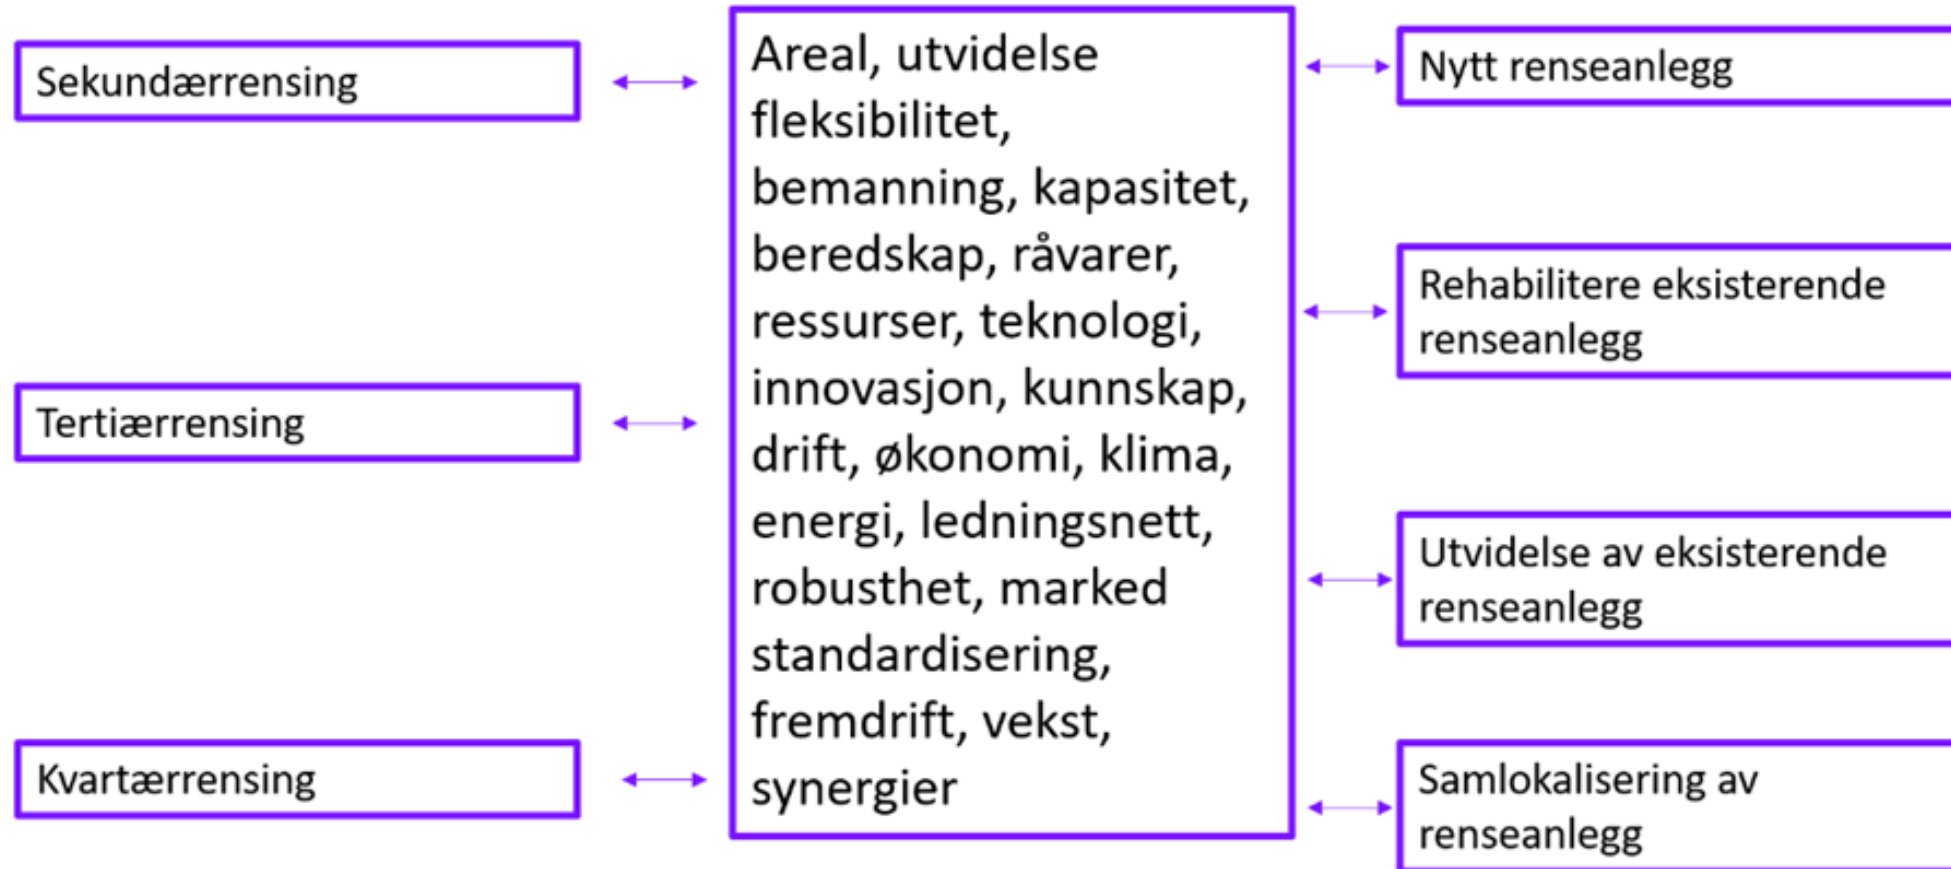 Sekundærrensing
Tertiærrensing
Kvartærrensing
Areal, utvidelse
fleksibilitet,
bemanning, kapasitet,
beredskap, råvarer,
ressurser, teknologi,
innovasjon, kunnskap,
drift, økonomi, klima,
energi, ledningsnett,
robusthet, marked
standardisering,
fremdrift, vekst,
synergier
Nytt renseanlegg
Rehabilitere eksisterende
renseanlegg
Utvidelse av eksisterende
renseanlegg
Samlokalisering av
renseanlegg